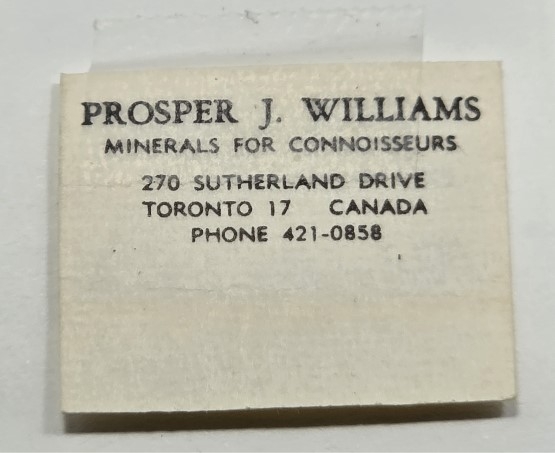 PROSPER J. WILLIAMS
MINERALS FOR CONNOISSEURS
270 SUTHERLAND DRIVE
TORONTO 17 CANADA
PHONE 421-0858